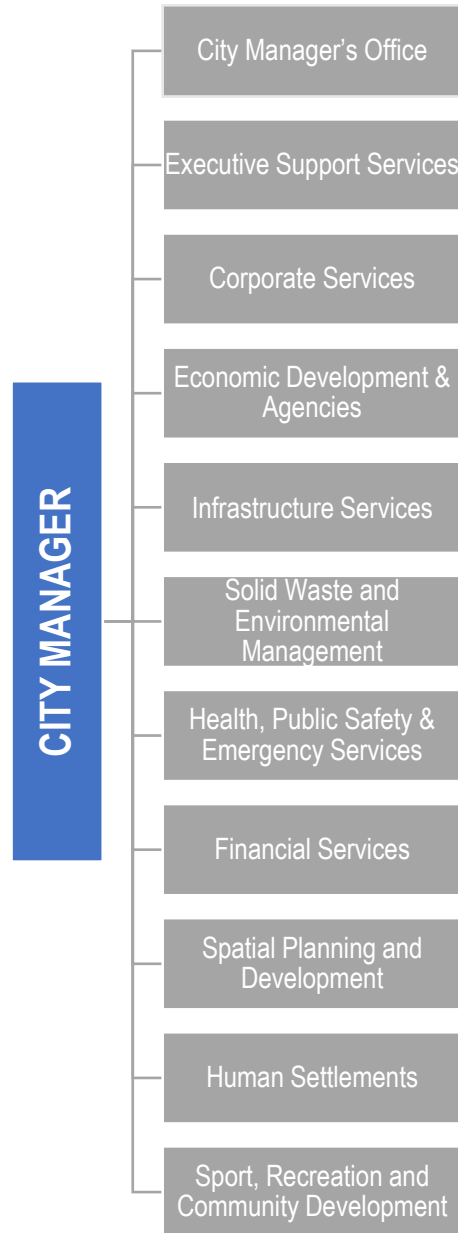 City Manager’s Office
Executive Support Services
Corporate Services
Economic Development &
Agencies
Infrastructure Services
CITY MANAGER
Solid Waste and
Environmental
Management
Health, Public Safety &
Emergency Services
Financial Services
Spatial Planning and
Development
Human Settlements
Sport, Recreation and
Community Development